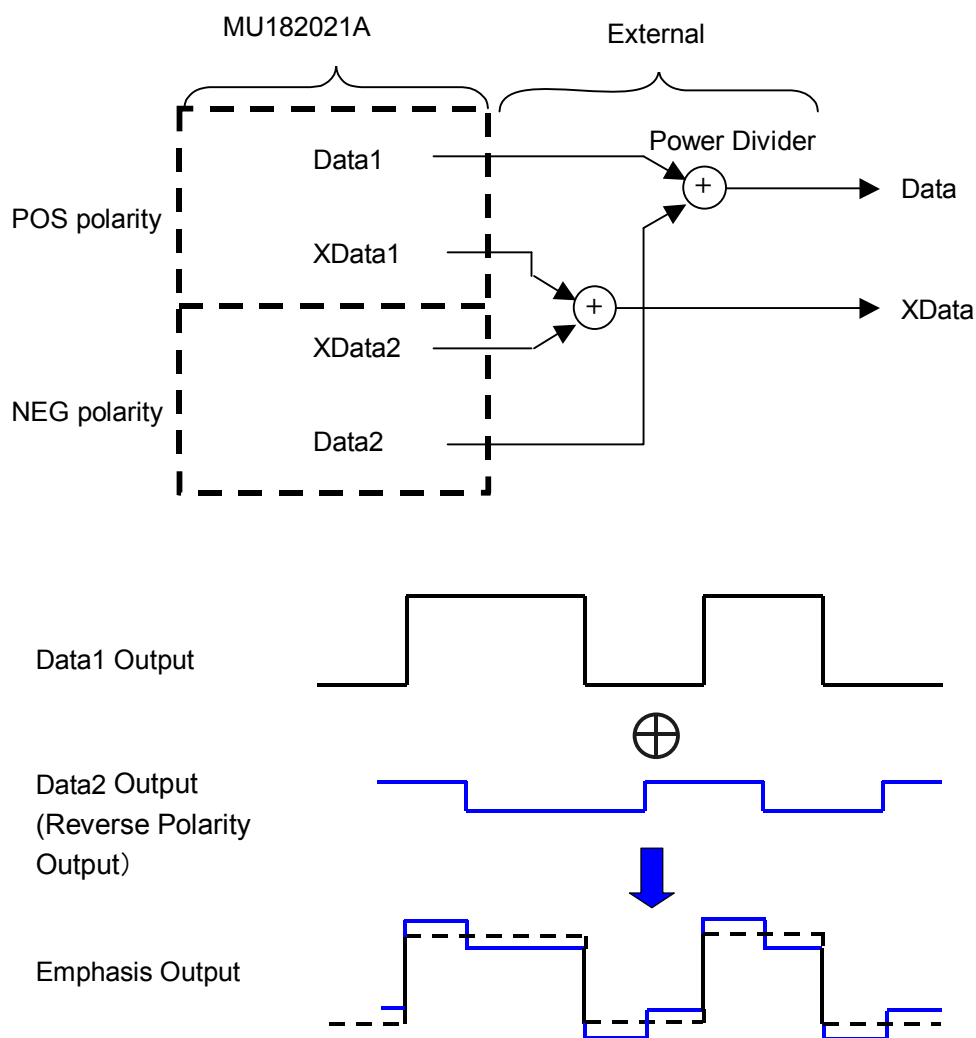 MU182021A
External
Power Divider
Data1
Data
POS polarity
XData1
XData
XData2
NEG polarity
Data2
Data1 Output
Data2 Output
(Reverse Polarity
Output）
Emphasis Output